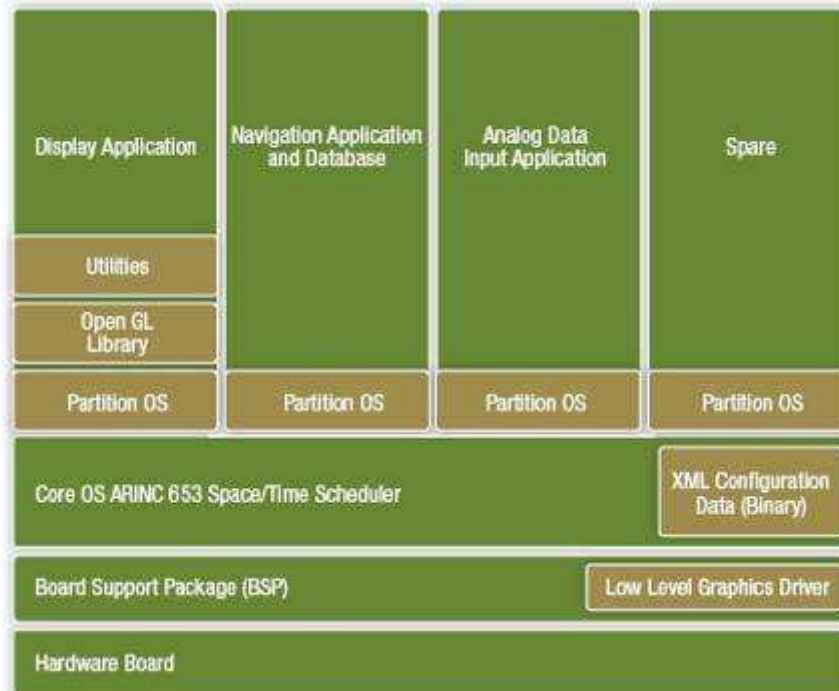 Display Application
Navigation Application
and Database
Analog Data
Input Application
Spare
Utilities
Open GL
Library
Partition OS
Partition OS
Partition OS
Partition OS
Core OS ARINC 653 Space/Time Scheduler
XML Configuration
Data (Binary)
Board Support Package (BSP)
Low Level Graphics Driver
Hardware Board